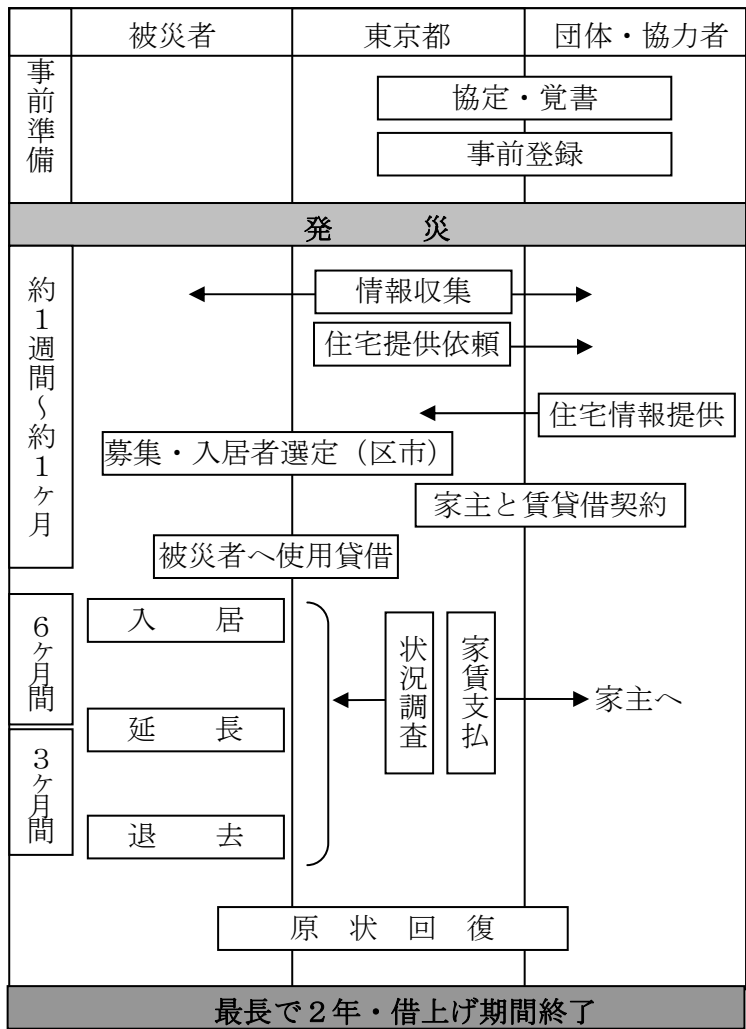 被災者
東京都
団体・協力者
事前準備
協定・覚書
事前登録
発　災
約１週間～約１ヶ月
情報収集
住宅提供依頼
住宅情報提供
募集・入居者選定（区市）
家主と賃貸借契約
被災者へ使用貸借
６ヶ月間
入　居
状況調査
家賃支払
家主へ
延　長
３ヶ月間
退　去
原　状　回　復
最長で２年・借上げ期間終了